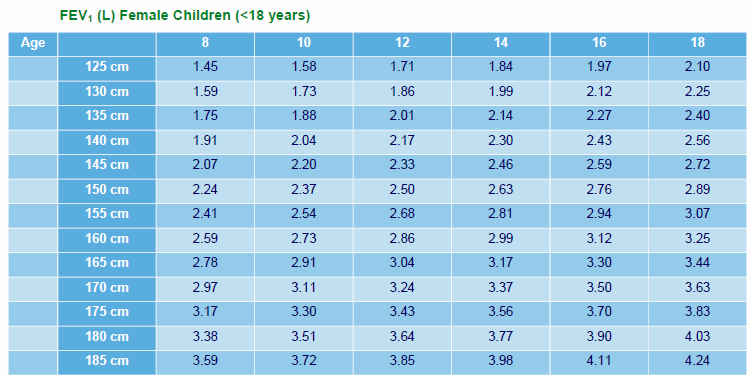 FEV₁ (L) Female Children (<18 years)
Age 8 10 12 14 16 18
125 cm 1.45 1.58 1.71 1.84 1.97 2.10
130 cm 1.59 1.73 1.86 1.99 2.12 2.25
135 cm 1.75 1.88 2.01 2.14 2.27 2.40
140 cm 1.91 2.04 2.17 2.30 2.43 2.56
145 cm 2.07 2.20 2.33 2.46 2.59 2.72
150 cm 2.24 2.37 2.50 2.63 2.76 2.89
155 cm 2.41 2.54 2.68 2.81 2.94 3.07
160 cm 2.59 2.73 2.86 2.99 3.12 3.25
165 cm 2.78 2.91 3.04 3.17 3.30 3.44
170 cm 2.97 3.11 3.24 3.37 3.50 3.63
175 cm 3.17 3.30 3.43 3.56 3.70 3.83
180 cm 3.38 3.51 3.64 3.77 3.90 4.03
185 cm 3.59 3.72 3.85 3.98 4.11 4.24